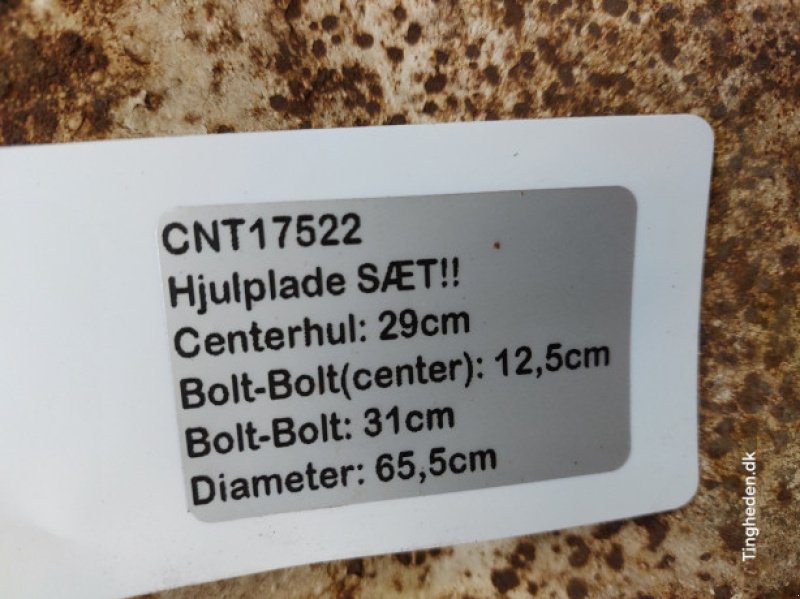 CNT17522
Hjulplade SÆT!!
Centerhul: 29cm
Bolt-Bolt(center): 12,5cm
Bolt-Bolt: 31cm
Diameter: 65,5cm
Tingheden.dk